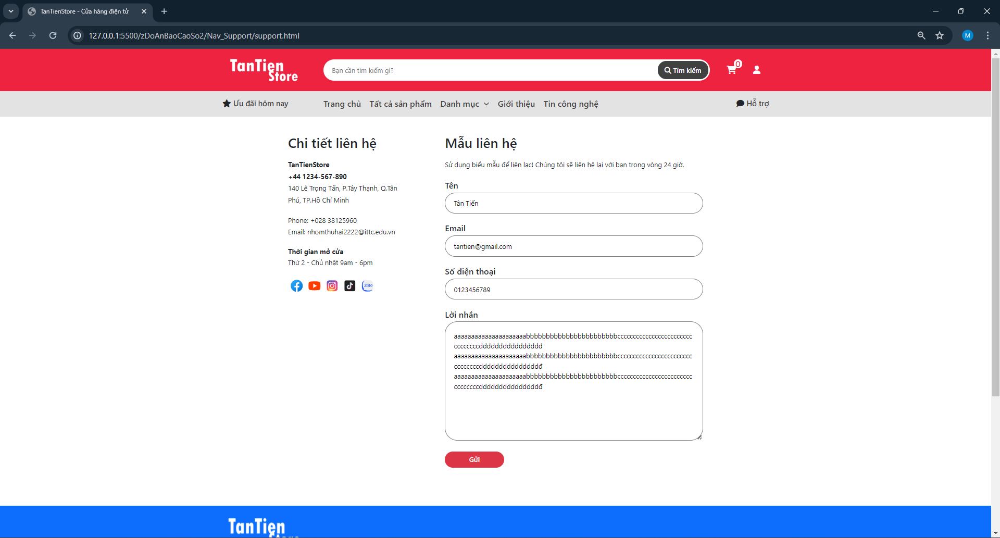 TanTienStore - Cửa hàng điện tử
127.0.0.1:5500/zDoAnBaoCaoSo2/Nav_Support/support.html
M
TanTien
Store
Bạn cần tìm kiếm gì?
Tìm kiếm
0
Ưu đãi hôm nay
Trang chủ
Tất cả sản phẩm
Danh mục
Giới thiệu
Tin công nghệ
Hỗ trợ
Chi tiết liên hệ
TanTienStore
+44 1234-567-890
140 Lê Trọng Tấn, P.Tây Thạnh, Q.Tân
Phú, TP.Hồ Chí Minh
Phone: +028 38125960
Email: nhomthuhai2222@ittc.edu.vn
Thời gian mở cửa
Thứ 2 - Chủ nhật 9am - 6pm
Zalo
Mẫu liên hệ
Sử dụng biểu mẫu để liên lạc! Chúng tôi sẽ liên hệ lại với bạn trong vòng 24 giờ.
Tên
Tân Tiến
Email
tantien@gmail.com
Số điện thoại
0123456789
Lời nhắn
aaaaaaaaaaaaaaaaaaaaabbbbbbbbbbbbbbbbbbbbbbbcccccccccccccccccccccccc
ccccccccdddddddddddddddđ
aaaaaaaaaaaaaaaaaaaaabbbbbbbbbbbbbbbbbbbbbbbcccccccccccccccccccccccc
ccccccccdddddddddddddddđ
aaaaaaaaaaaaaaaaaaaaabbbbbbbbbbbbbbbbbbbbbbbcccccccccccccccccccccccc
ccccccccdddddddddddddddđ
Gửi
TanTien